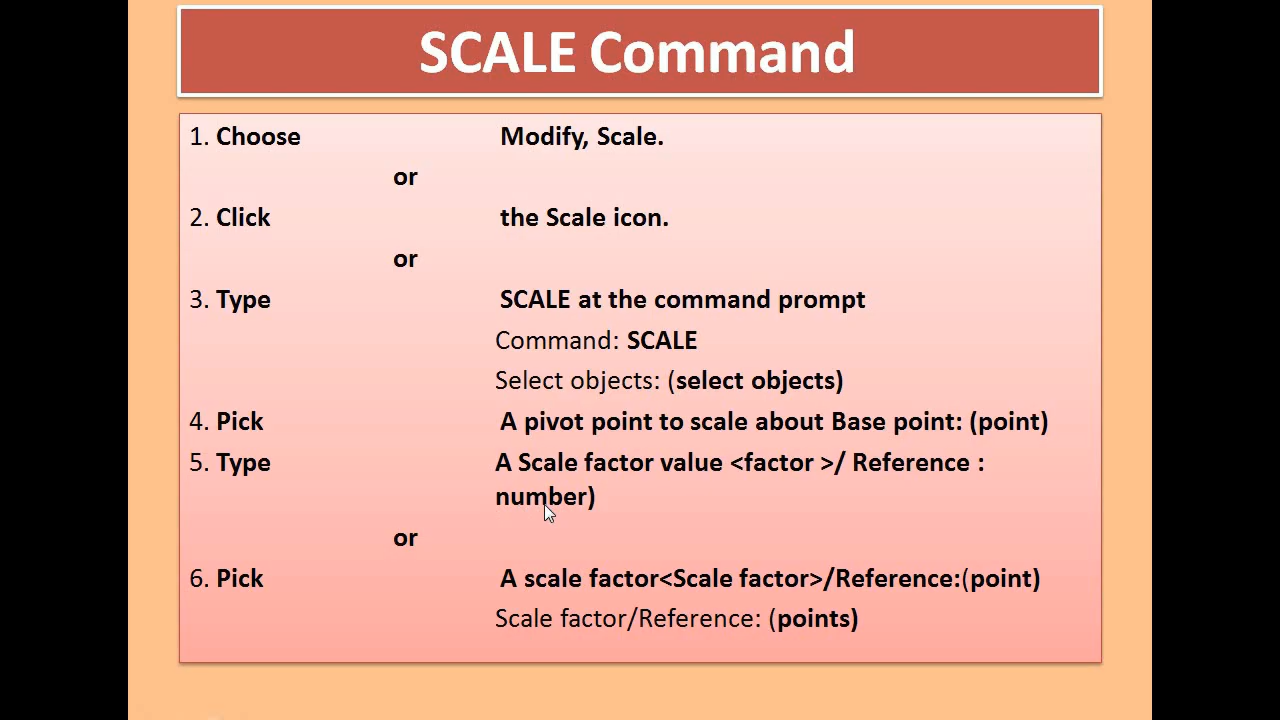 SCALE Command
1. Choose Modify, Scale.
or
2. Click the Scale icon.
or
3. Type SCALE at the command prompt
Command: SCALE
Select objects: (select objects)
4. Pick A pivot point to scale about Base point: (point)
5. Type A Scale factor value <factor >/ Reference :
number)
or
6. Pick A scale factor<Scale factor>/Reference:(point)
Scale factor/Reference: (points)